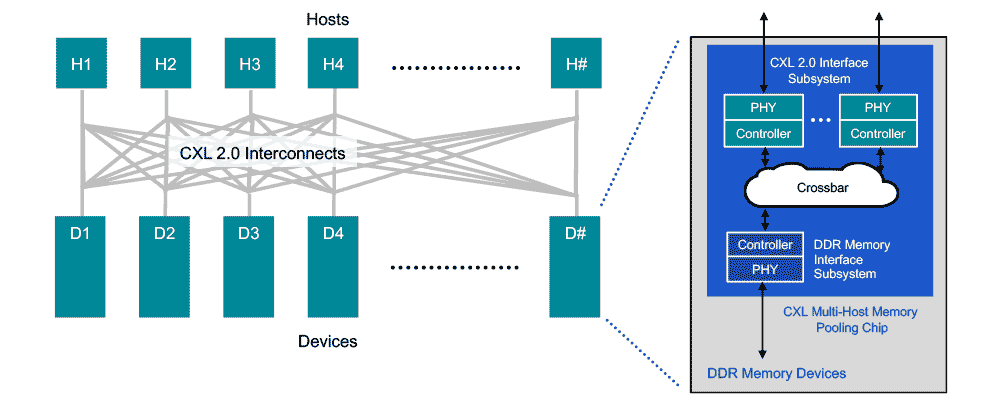 Hosts
H1
H2
H3
H4
H#
CXL 2.0 Interconnects
D1
D2
D3
D4
D#
Devices
CXL 2.0 Interface
Subsystem
PHY
Controller
PHY
Controller
Crossbar
Controller
PHY
DDR Memory
Interface
Subsystem
CXL Multi-Host Memory
Pooling Chip
DDR Memory Devices